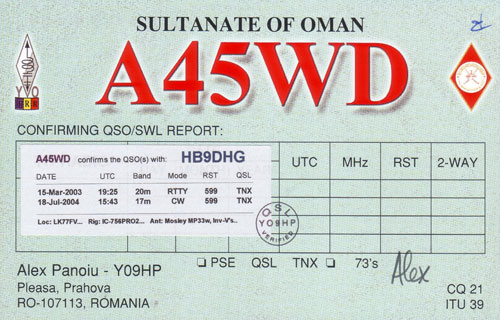 SULTANATE OF OMAN
A45WD
Y O
R R
CONFIRMING QSO/SWL REPORT:
UTC MHz RST 2-WAY
A45WD confirms the QSO(s) with: HB9DHG
DATE UTC Band Mode RST QSL
15-Mar-2003 19:25 20m RTTY 599 TNX
18-Jul-2004 15:43 17m CW 599 TNX
Loc: LK77FV... Rig: IC-756PRO2... Ant: Mosley MP33w, Inv-V's..
QSL
YO9HP
VERIFIER
Alex Panoiu - Y09HP
Pleasa, Prahova
RO-107113, ROMANIA
❏ PSE QSL TNX ❏ 73's
Alex
CQ 21
ITU 39